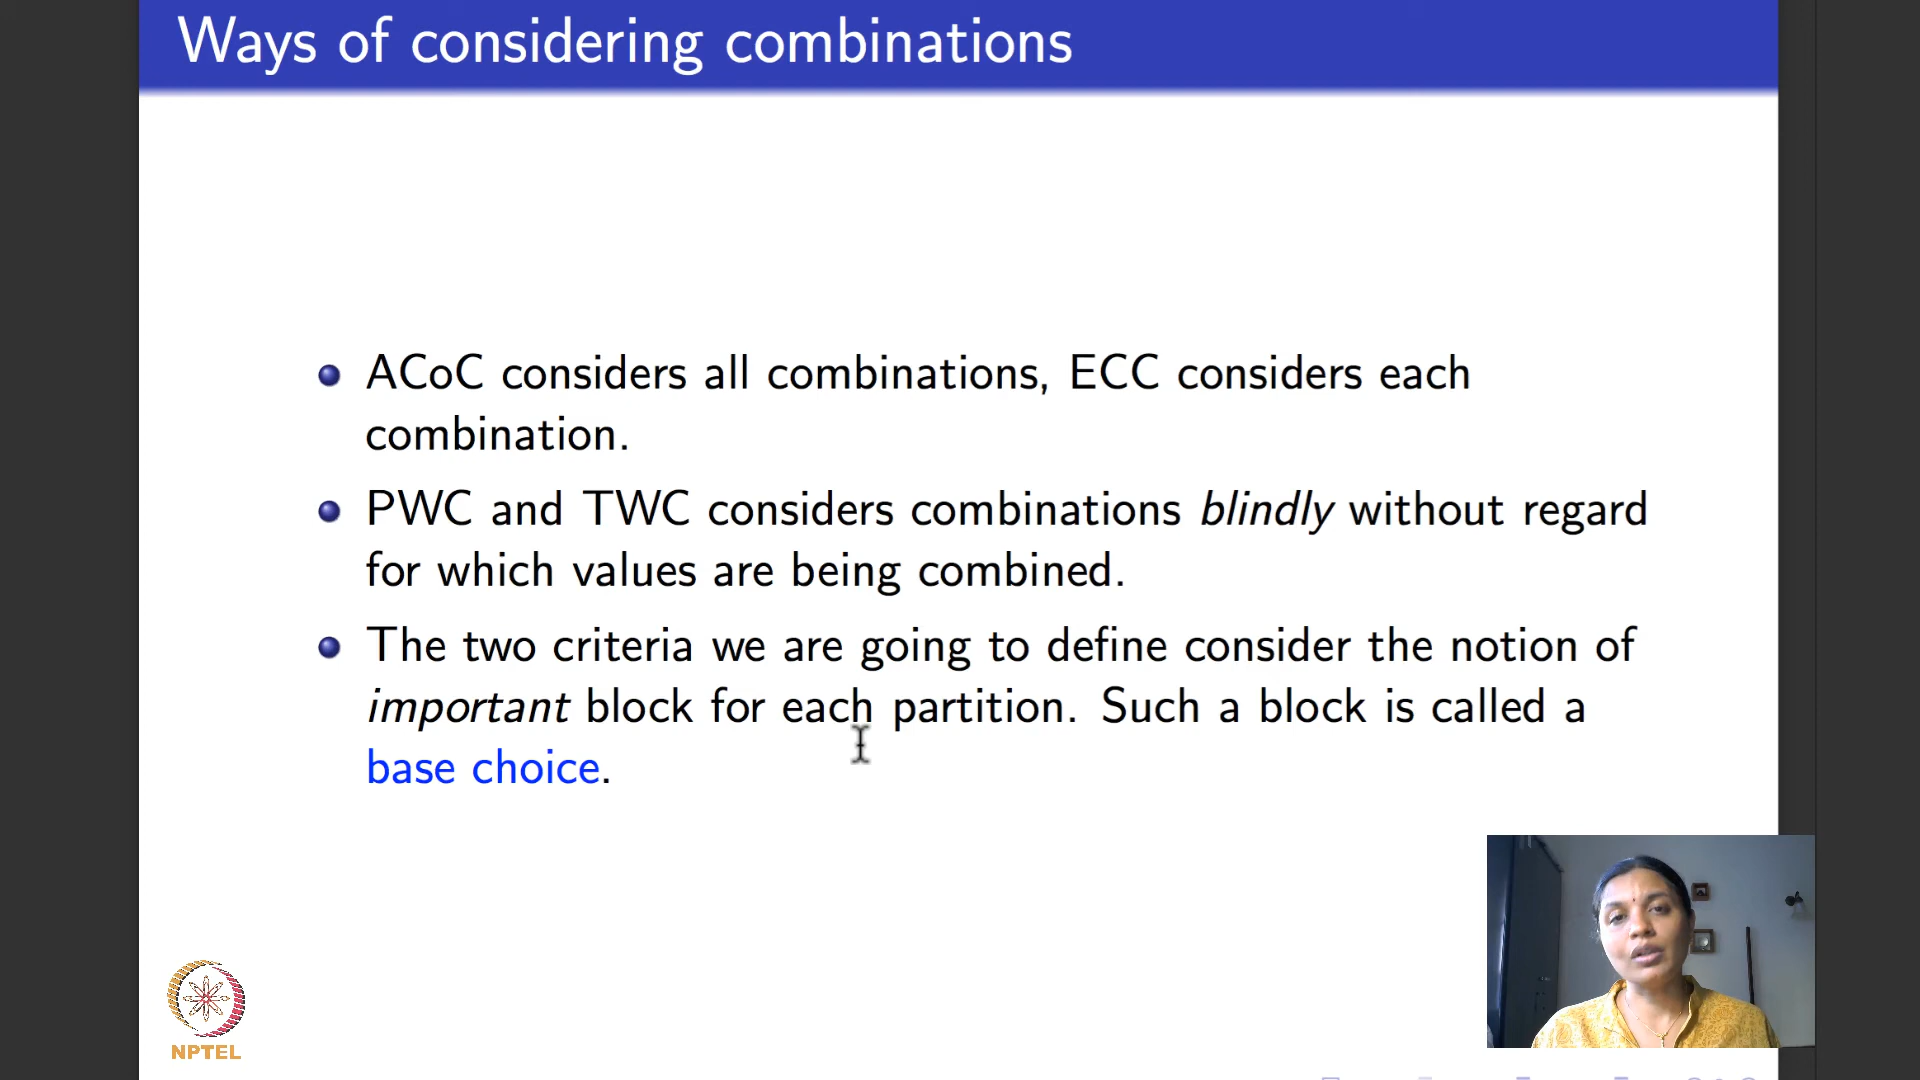 Ways of considering combinations
ACoC considers all combinations, ECC considers each
combination.
PWC and TWC considers combinations blindly without regard
for which values are being combined.
The two criteria we are going to define consider the notion of
important block for each partition. Such a block is called a
base choice.
NPTEL